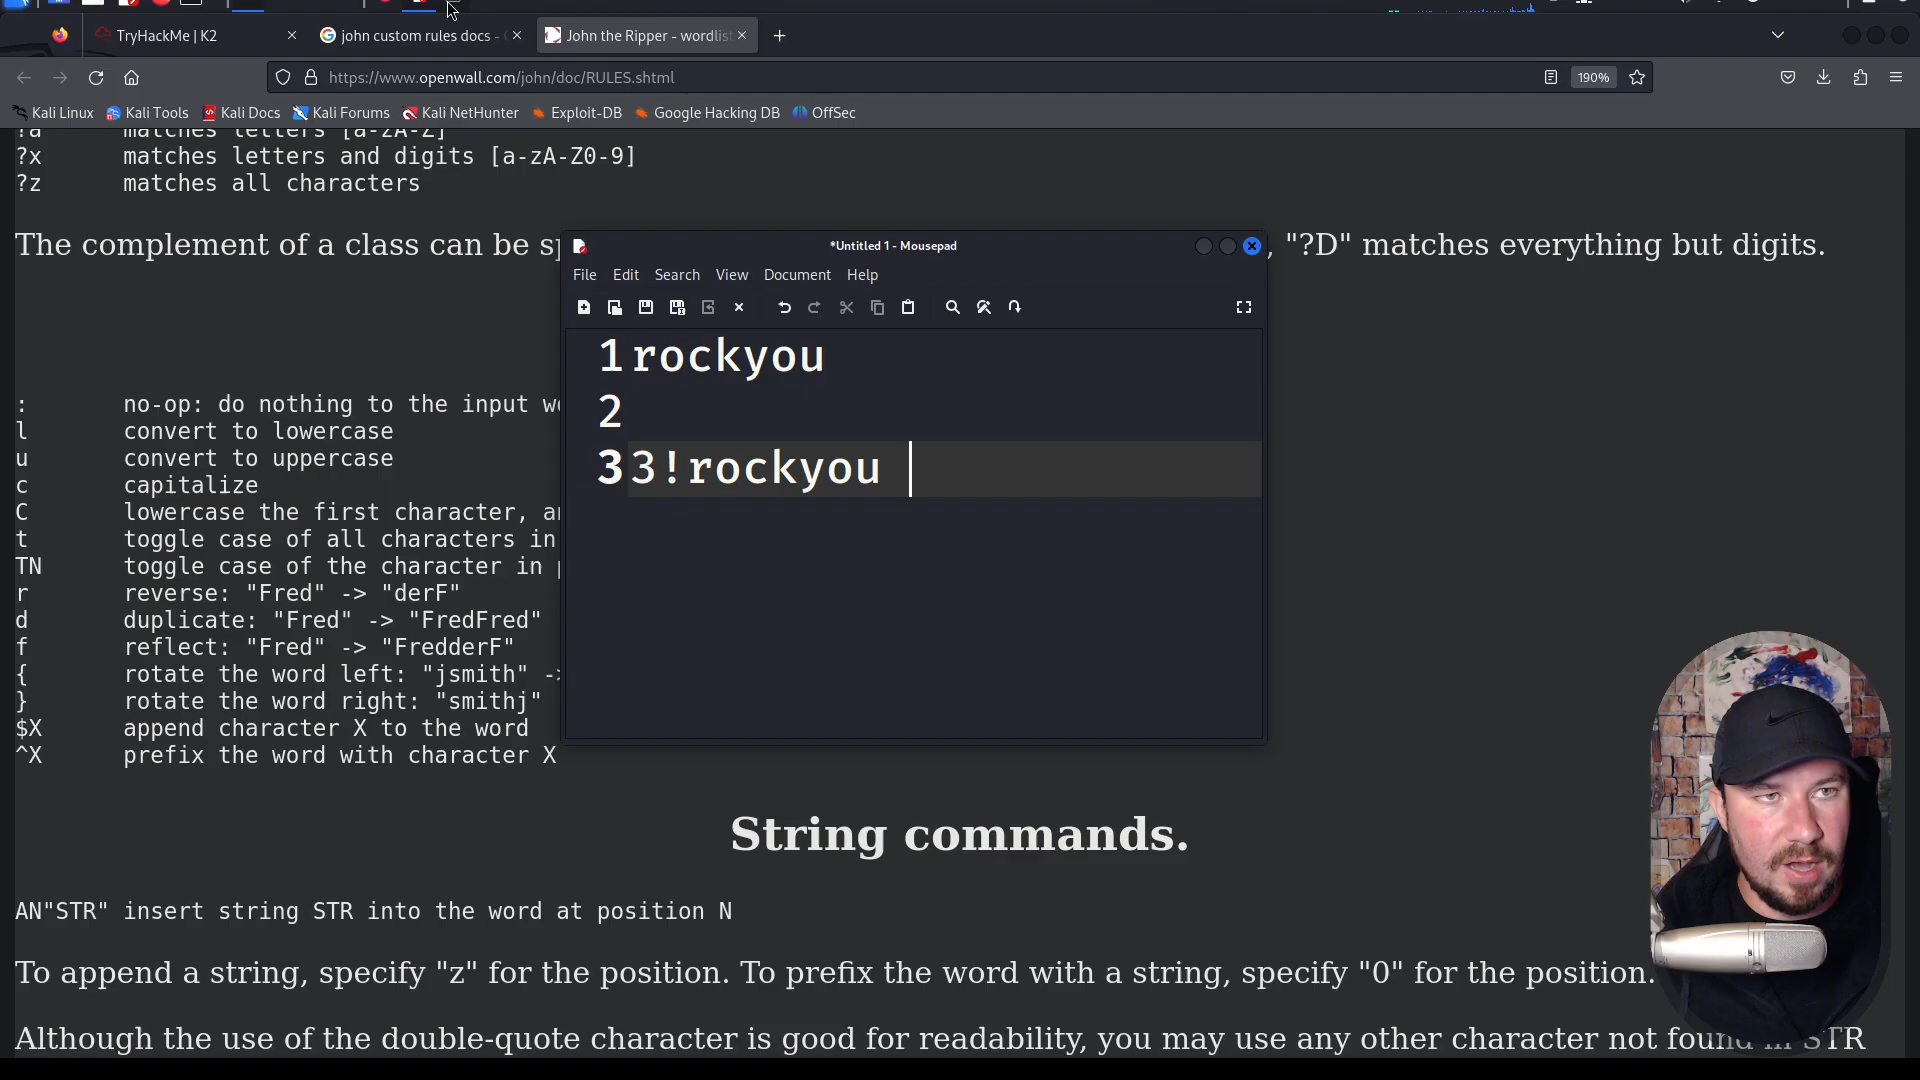 TryHackMe | K2
john custom rules docs -
John the Ripper - wordlis
https://www.openwall.com/john/doc/RULES.shtml
190%
Kali Linux
Kali Tools
Kali Docs
Kali Forums
Kali NetHunter
Exploit-DB
Google Hacking DB
OffSec
?a matches letters [a-zA-Z]
?x matches letters and digits [a-zA-Z0-9]
?z matches all characters
The complement of a class can be sp
, "?D" matches everything but digits.
*Untitled 1 - Mousepad
File Edit Search View Document Help
1 rockyou
2
3 3!rockyou
: no-op: do nothing to the input wo
l convert to lowercase
u convert to uppercase
c capitalize
C lowercase the first character, an
t toggle case of all characters in
TN toggle case of the character in p
r reverse: "Fred" -> "derF"
d duplicate: "Fred" -> "FredFred"
f reflect: "Fred" -> "FredderF"
{ rotate the word left: "jsmith" ->
} rotate the word right: "smithj"
$X append character X to the word
^X prefix the word with character X
String commands.
AN"STR" insert string STR into the word at position N
To append a string, specify "z" for the position. To prefix the word with a string, specify "0" for the position.
Although the use of the double-quote character is good for readability, you may use any other character not found in STR